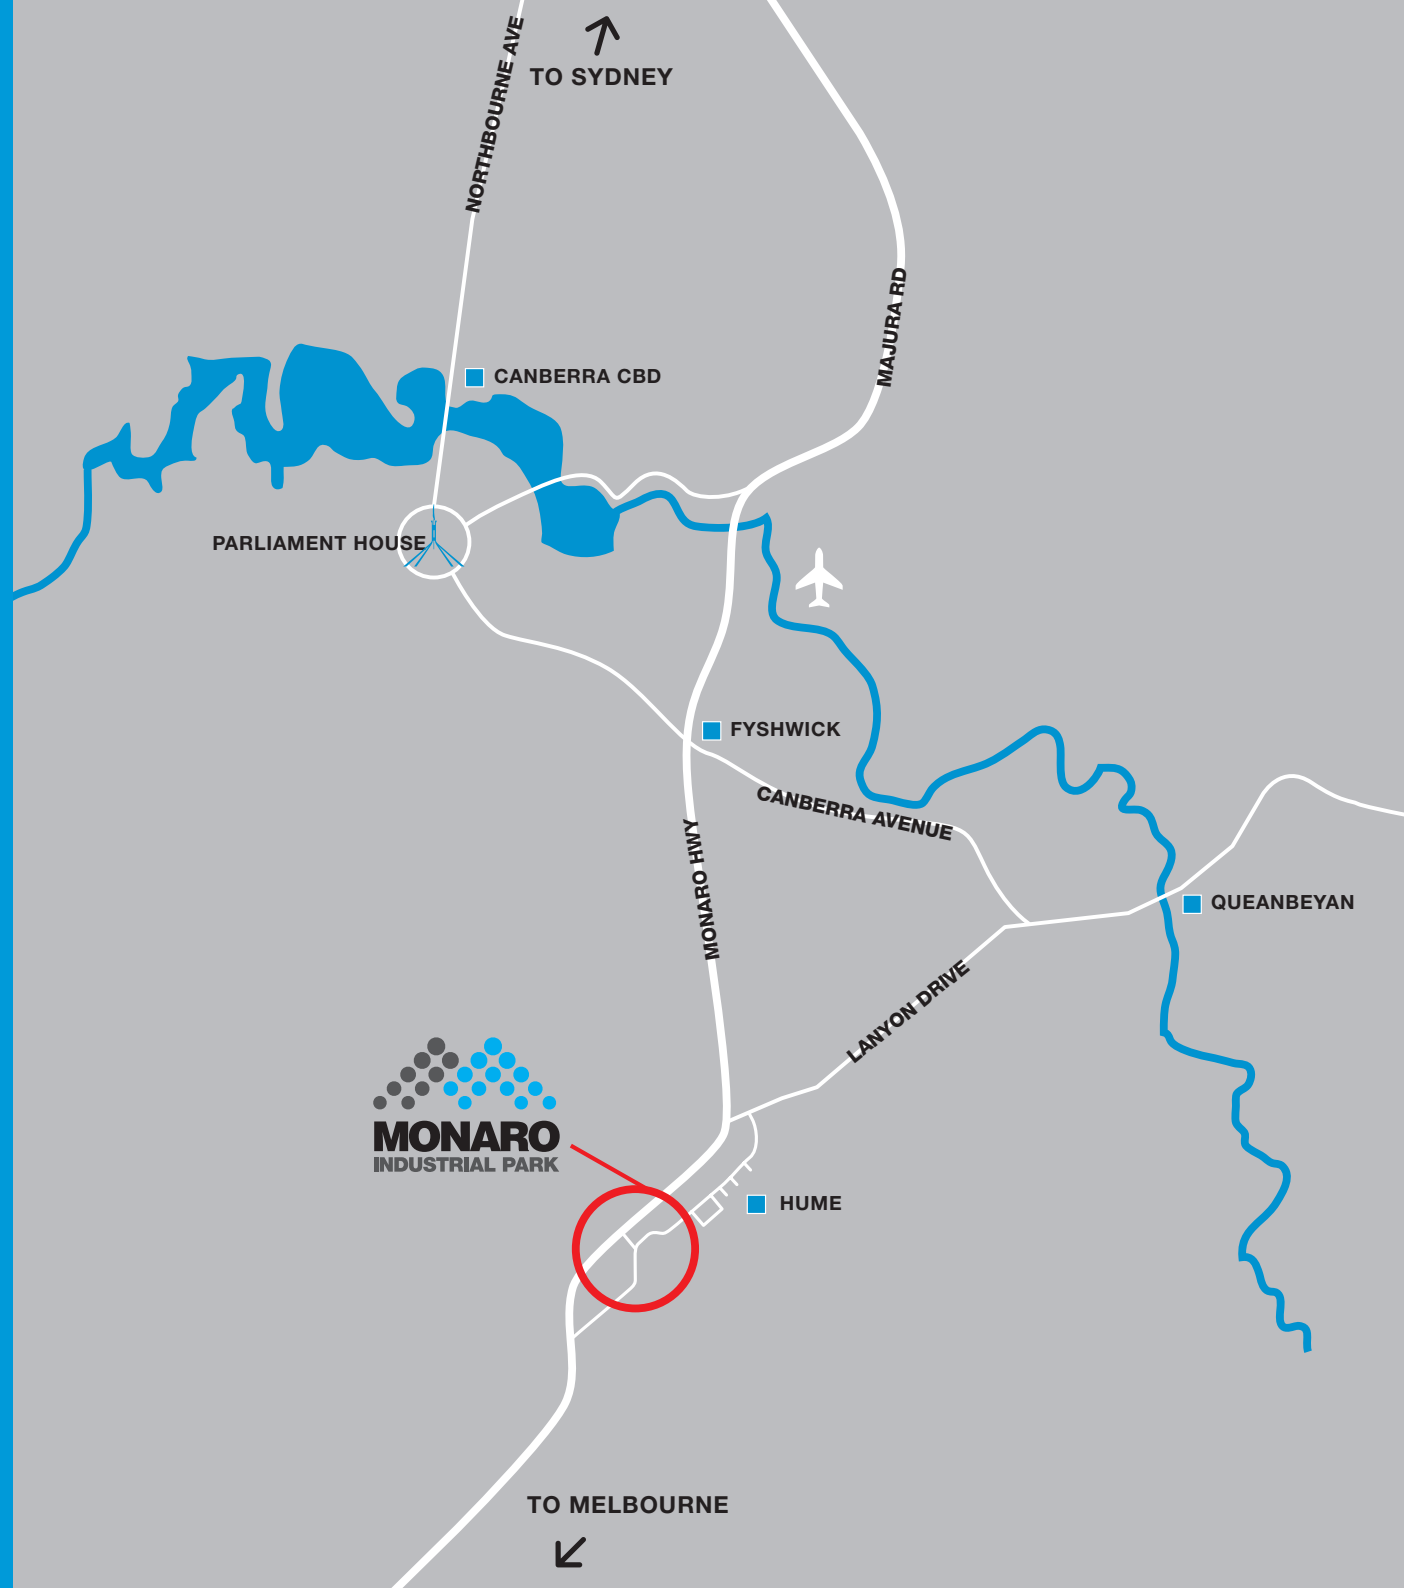 NORTHBOURNE AVE
TO SYDNEY
MAJURA RD
CANBERRA CBD
PARLIAMENT HOUSE
FYSHWICK
CANBERRA AVENUE
MONARO HWY
QUEANBEYAN
LANYON DRIVE
MONARO
INDUSTRIAL PARK
HUME
TO MELBOURNE